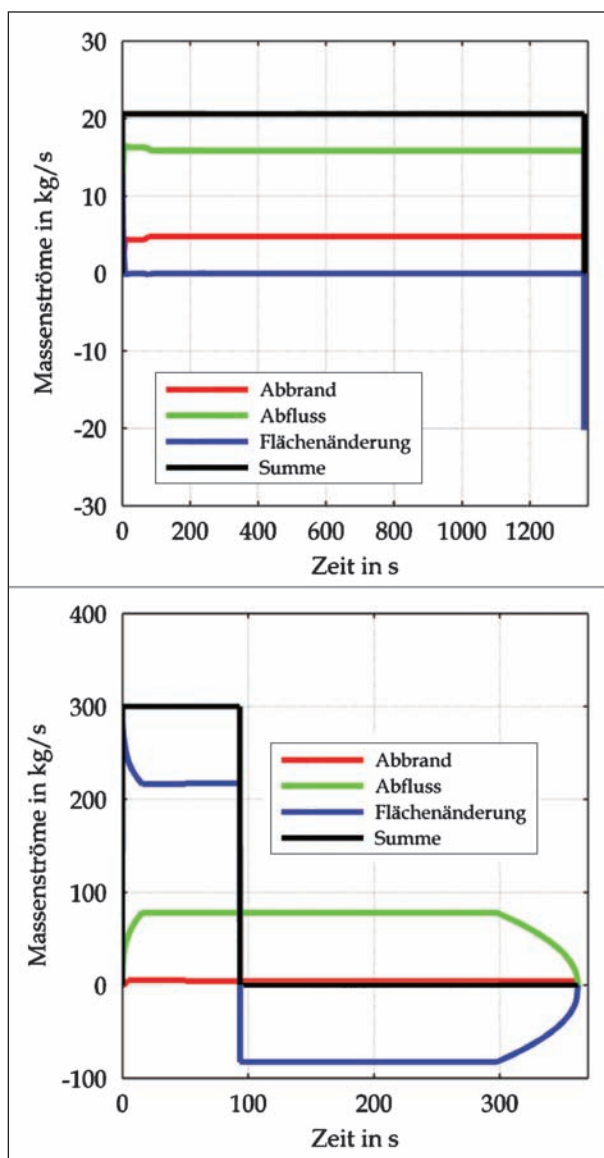 30
20
10
0
-10
-20
-30
Massenströme in kg/s
Abbrand
Abfluss
Flächenänderung
Summe
0 200 400 600 800 1000 1200
Zeit in s
400
300
200
100
0
-100
Massenströme in kg/s
Abbrand
Abfluss
Flächenänderung
Summe
0 100 200 300
Zeit in s